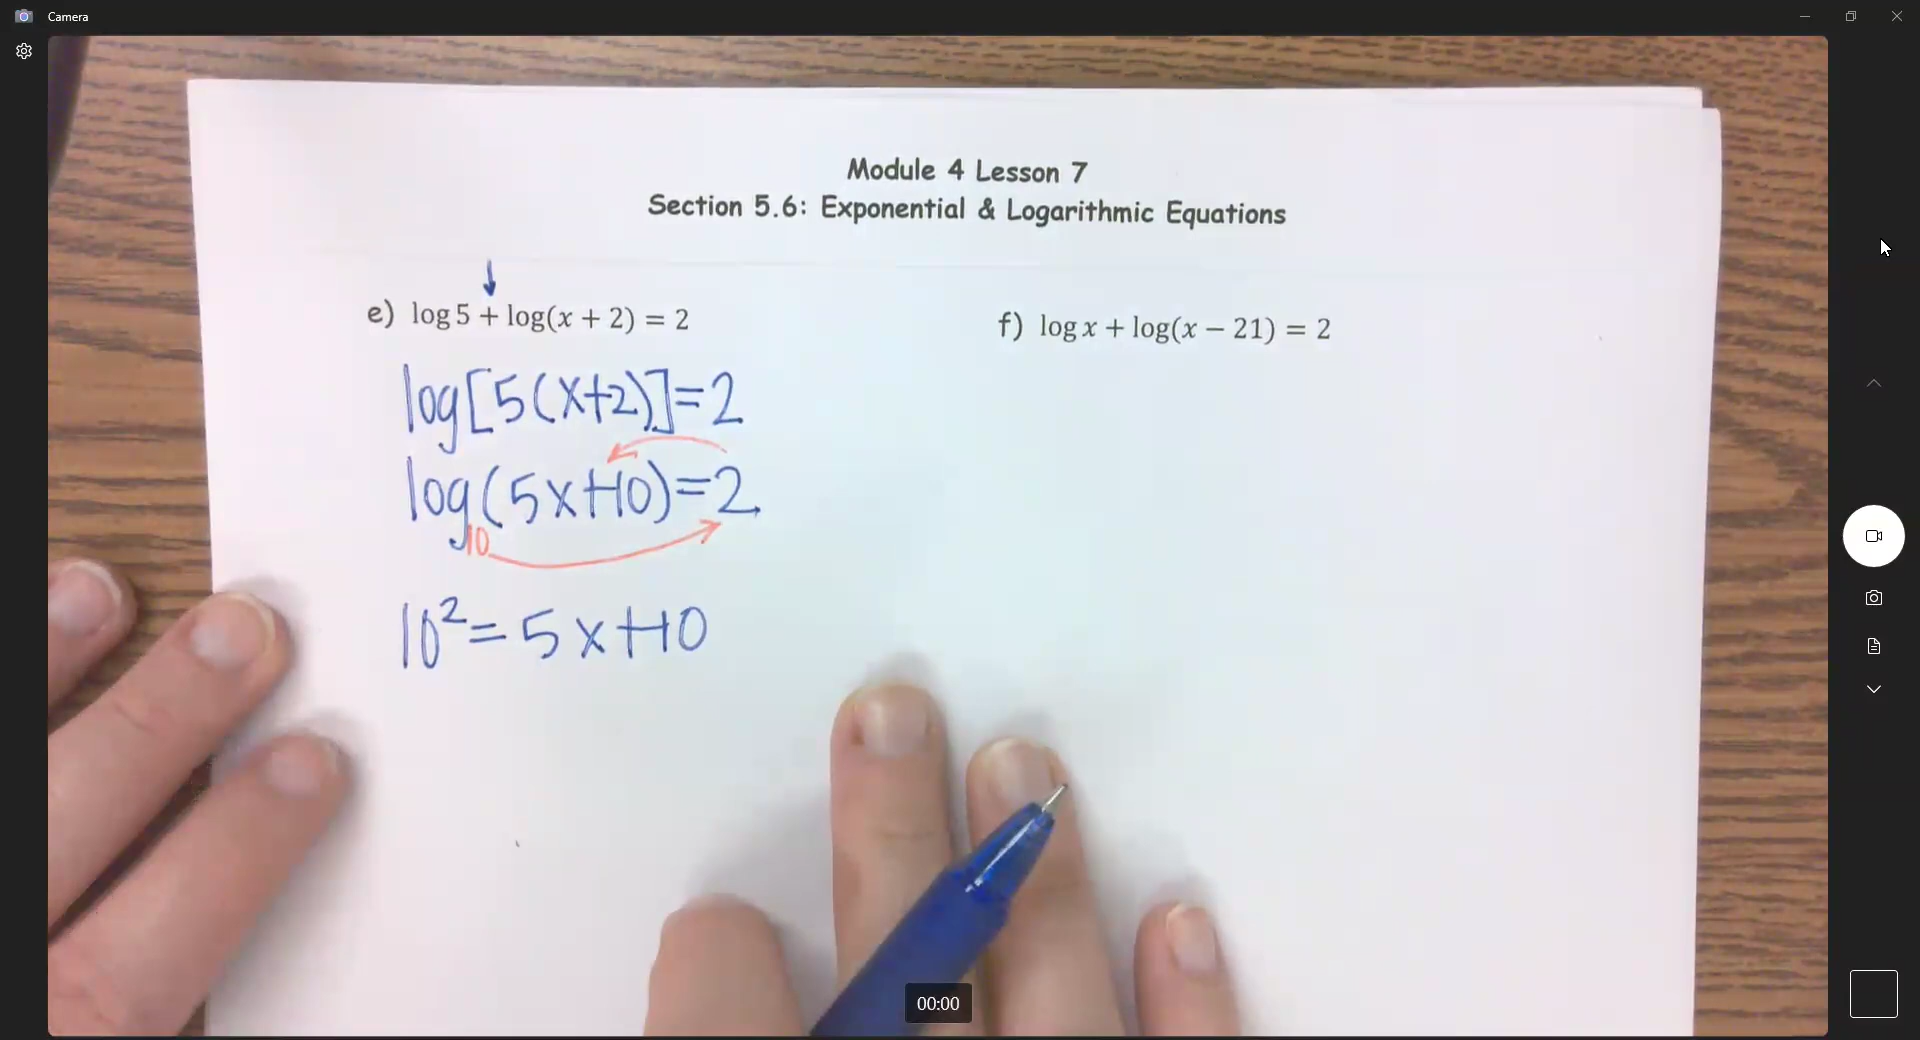 Camera
Module 4 Lesson 7
Section 5.6: Exponential & Logarithmic Equations
e) log 5 + log(x + 2) = 2
log[5(x+2)]=2
log(5x+10)=2
10
10²=5x+10
f) log x + log(x − 21) = 2
00:00